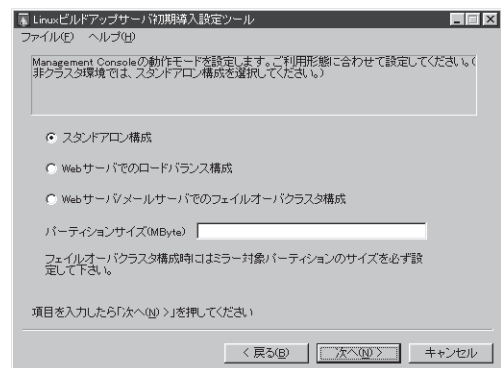 Linuxビルドアップサーバ初期導入設定ツール
ファイル(F) ヘルプ(H)
Management Consoleの動作モードを設定します。ご利用形態に合わせて設定してください。(
非クラスタ環境では、スタンドアロン構成を選択してください。)
スタンドアロン構成
Webサーバでのロードバランス構成
Webサーバ/メールサーバでのフェイルオーバクラスタ構成
パーティションサイズ(MByte)
フェイルオーバクラスタ構成時にはミラー対象パーティションのサイズを必ず設
定して下さい。
項目を入力したら「次へ(N) >」を押してください
< 戻る(B) 次へ(N) > キャンセル